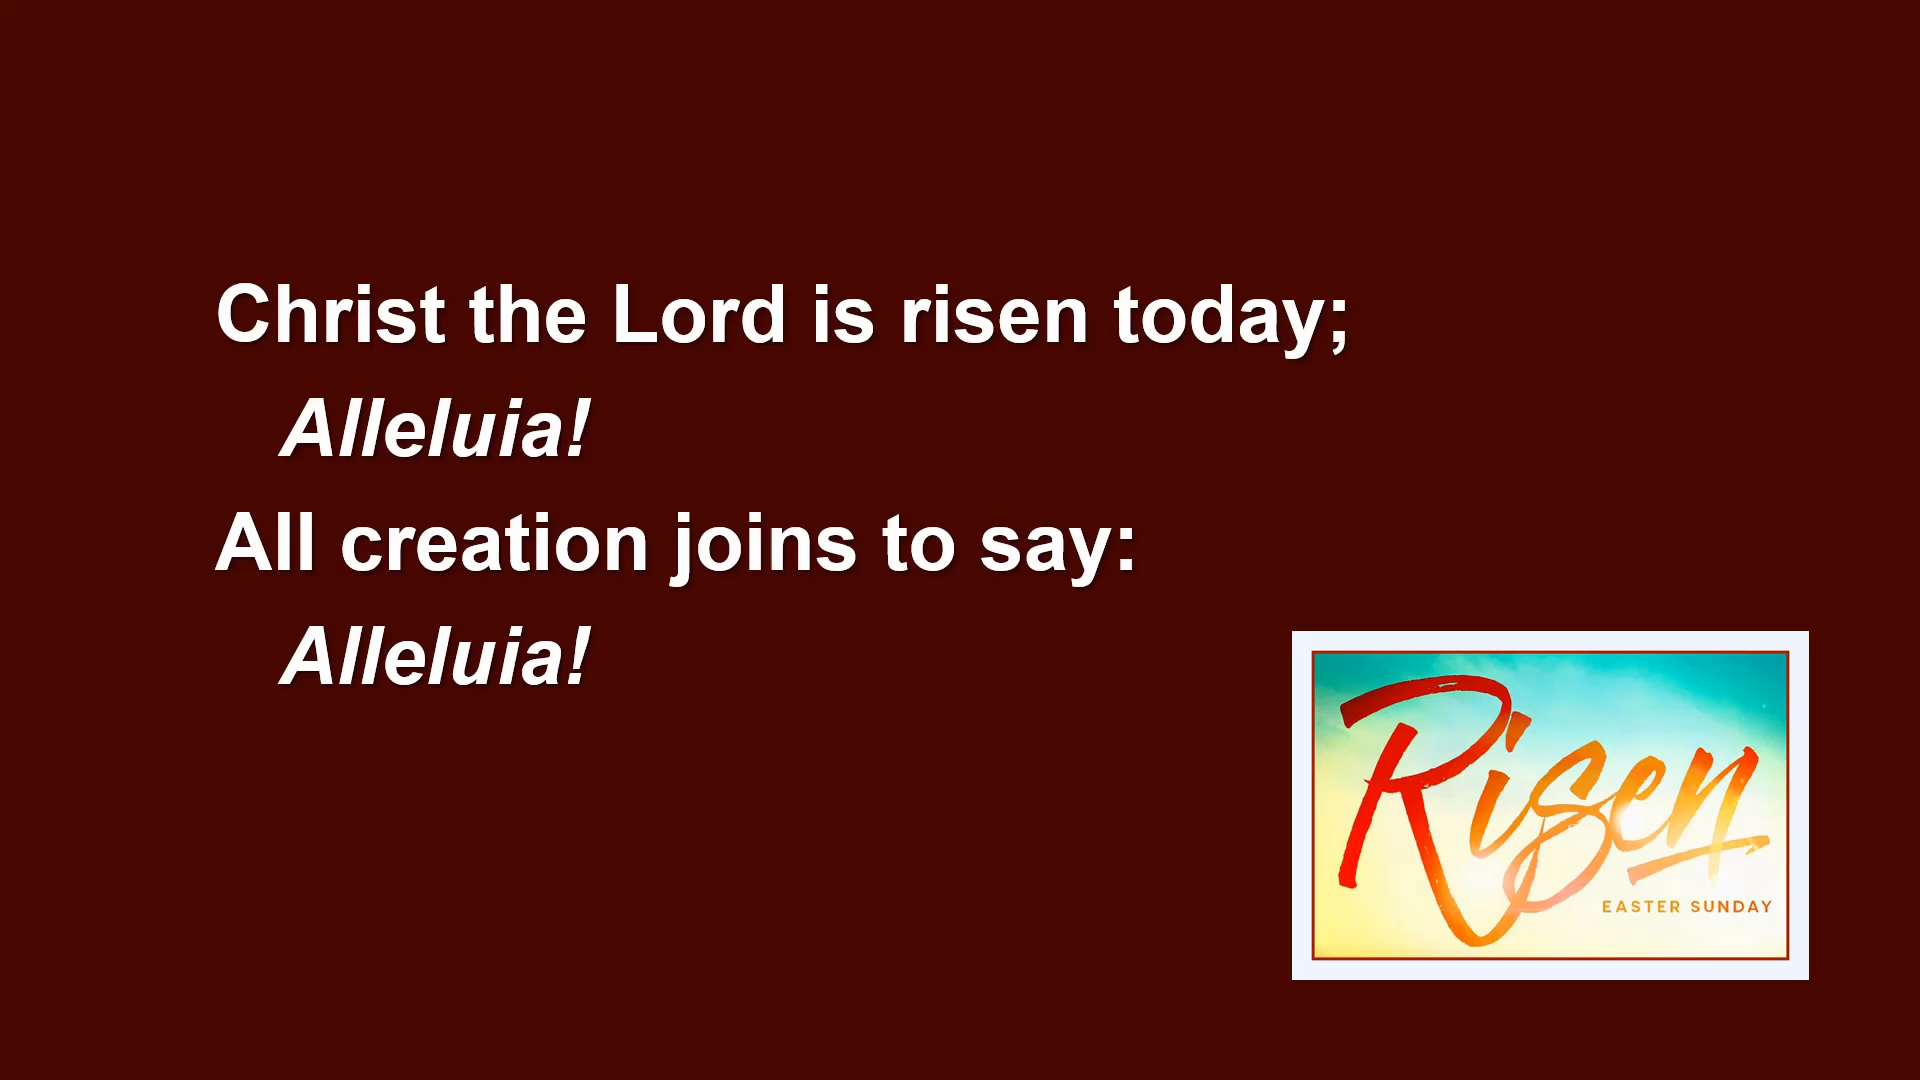 Christ the Lord is risen today;
Alleluia!
All creation joins to say:
Alleluia!
Risen
EASTER SUNDAY